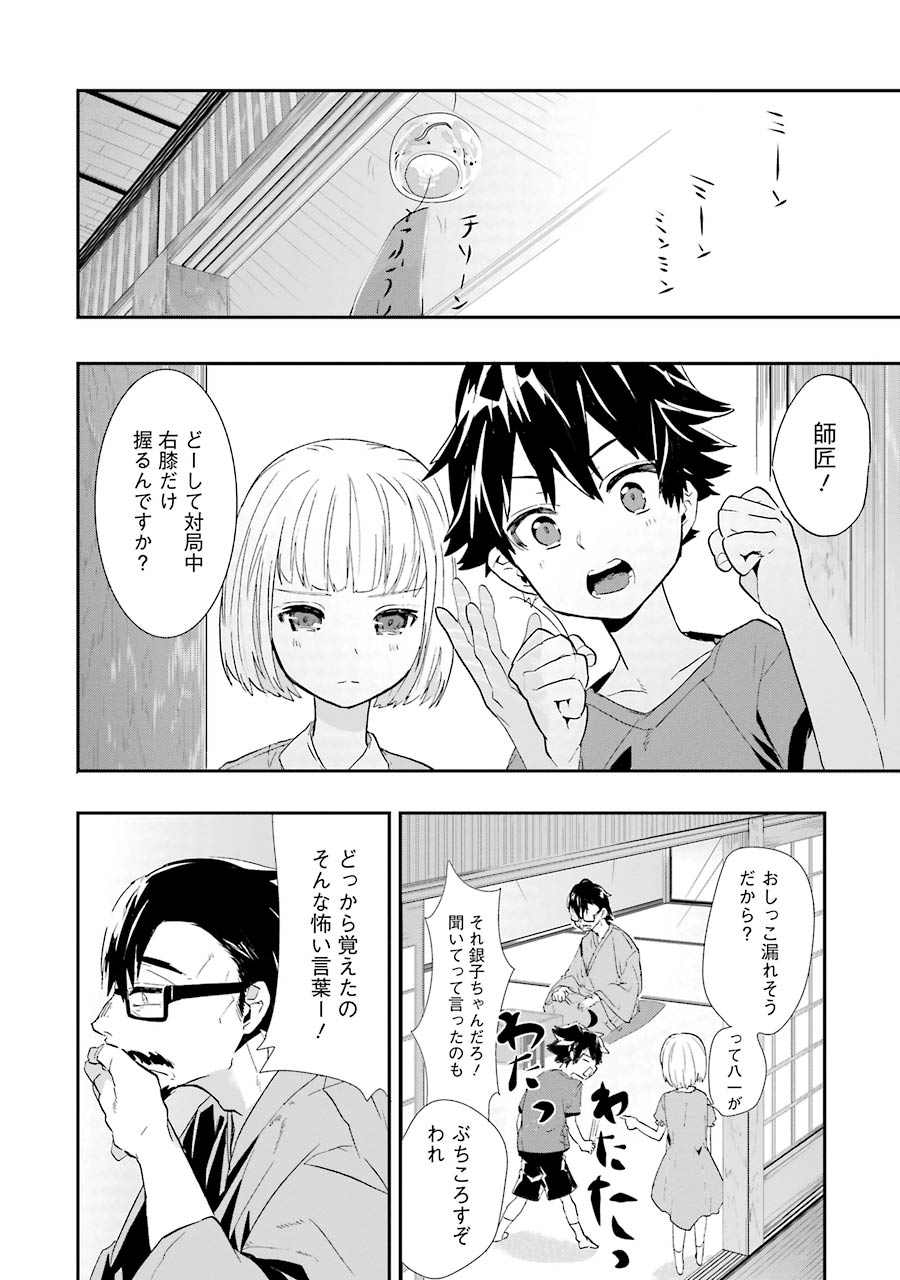 ミーン
ミーン
ミンミン
チリーン
師匠！
どーして対局中
右膝だけ
握るんですか？
おしっこ漏れそう
だから？
って八一が
わたたっ
わたっ
それ銀子ちゃんだろ！
聞いてって言ったのも
ぶちころすぞ
われ
どっから覚えたの
そんな怖い言葉ー！